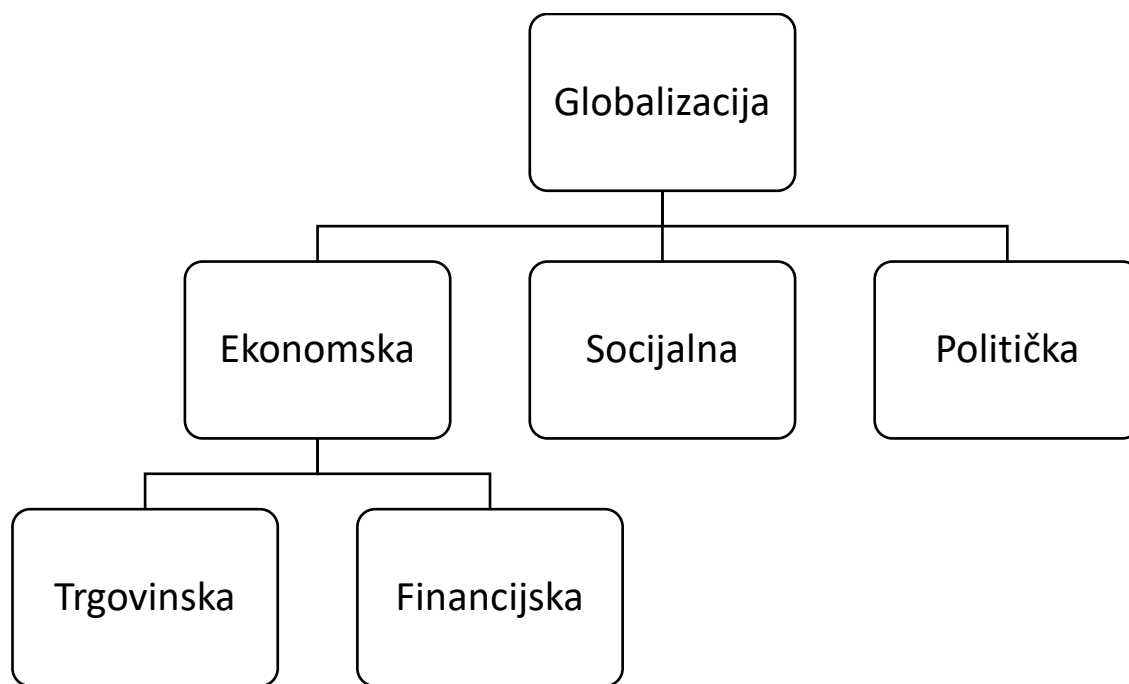 Globalizacija
Ekonomska
Socijalna
Politička
Trgovinska
Financijska